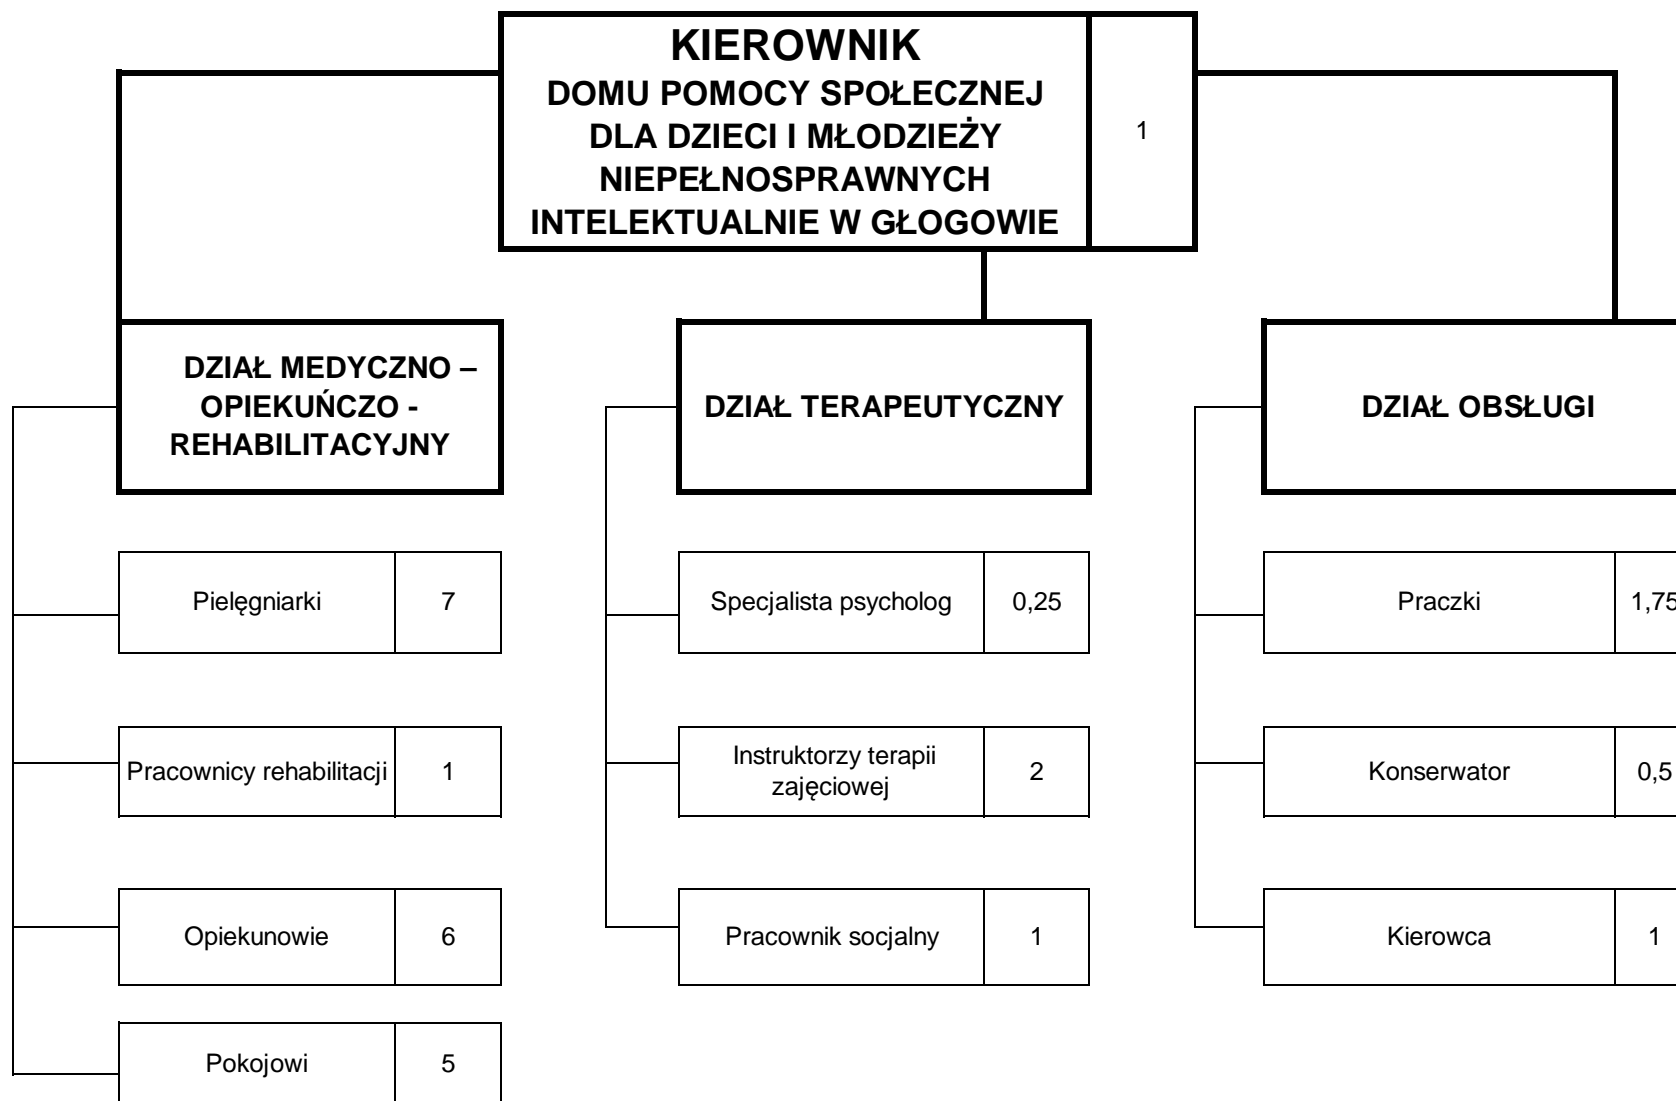 KIEROWNIK
DOMU POMOCY SPOŁECZNEJ
DLA DZIECI I MŁODZIEŻY
NIEPEŁNOSPRAWNYCH
INTELEKTUALNIE W GŁOGOWIE
1
DZIAŁ MEDYCZNO –
OPIEKUŃCZO -
REHABILITACYJNY
DZIAŁ TERAPEUTYCZNY
DZIAŁ OBSŁUGI
Pielęgniarki
7
Specjalista psycholog
0,25
Praczki
1,75
Pracownicy rehabilitacji
1
Instruktorzy terapii
zajęciowej
2
Konserwator
0,5
Opiekunowie
6
Pracownik socjalny
1
Kierowca
1
Pokojowi
5